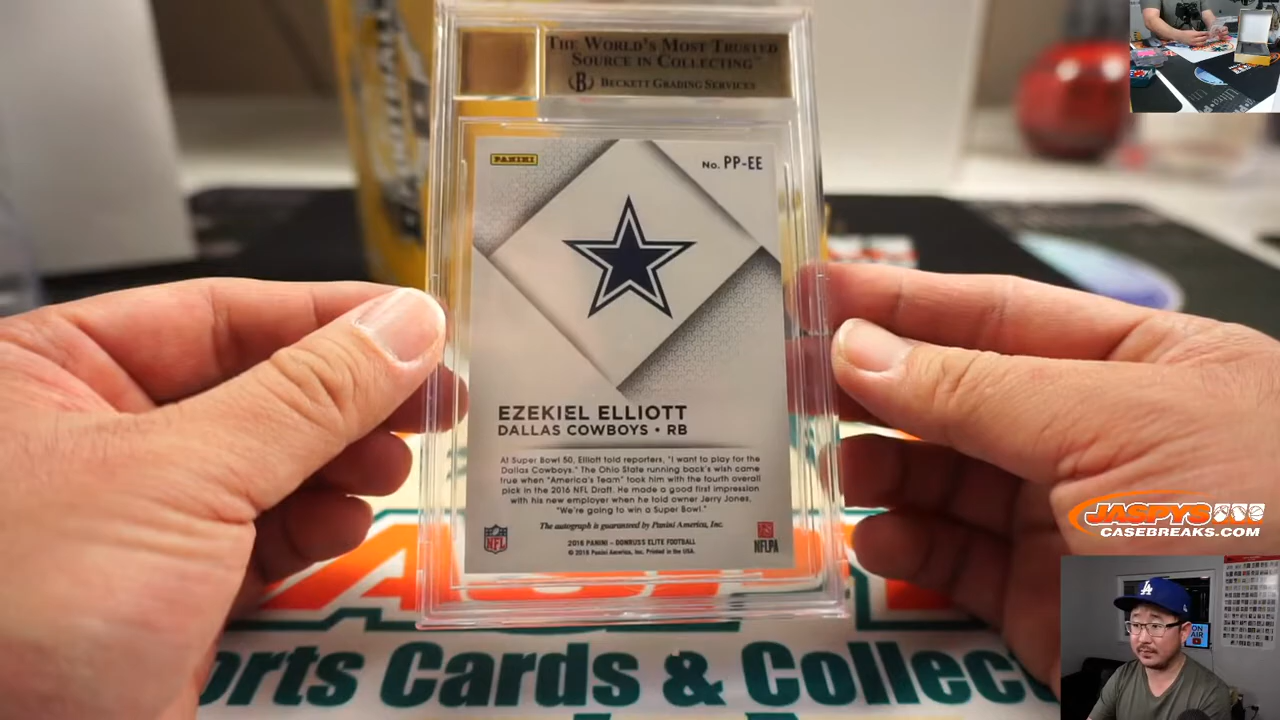 THE WORLD'S MOST TRUSTED
SOURCE IN COLLECTING™
B BECKETT GRADING SERVICES
PANINI
No. PP-EE
EZEKIEL ELLIOTT
DALLAS COWBOYS • RB
At Super Bowl 50, Elliott told reporters, "I want to play for the
Dallas Cowboys." The Ohio State running back's wish came
true when "America's Team" took him with the fourth overall
pick in the 2016 NFL Draft. He made a good first impression
with his new employer when he told owner Jerry Jones,
"We're going to win a Super Bowl."
The autograph is guaranteed by Panini America, Inc.
2016 PANINI – DONRUSS ELITE FOOTBALL
© 2016 Panini America, Inc. Printed in the USA.
NFL
NFLPA
JASPYS
CASEBREAKS.COM
LA
ON
AIR
orts Cards & Collec